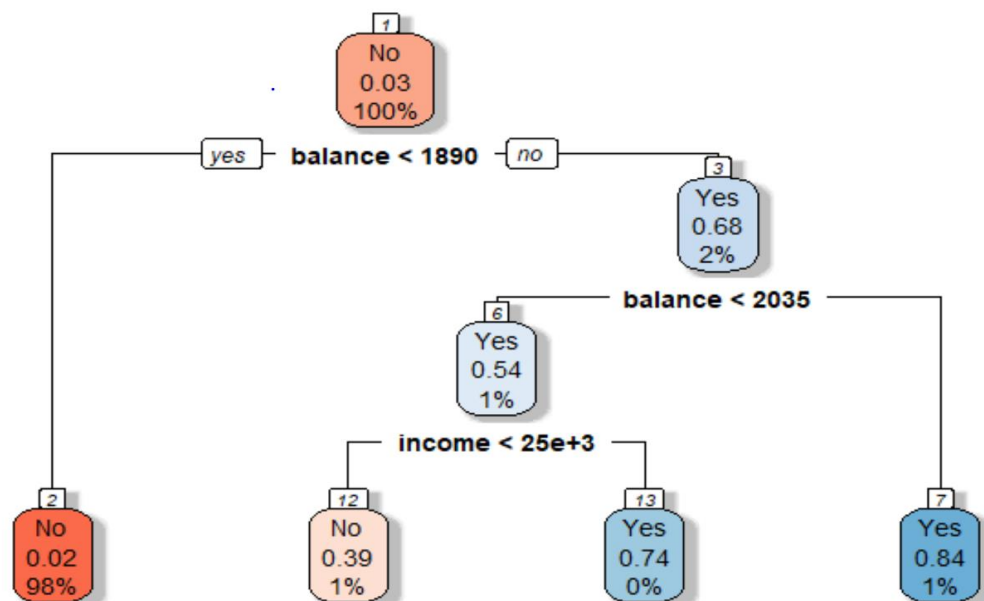 1
No
0.03
100%
yes balance < 1890 no
3
Yes
0.68
2%
balance < 2035
6
Yes
0.54
1%
income < 25e+3
2
No
0.02
98%
12
No
0.39
1%
13
Yes
0.74
0%
7
Yes
0.84
1%